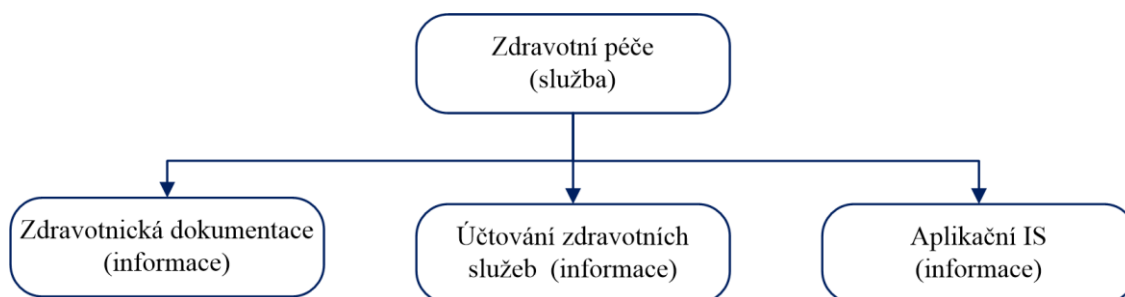 Zdravotní péče
(služba)
Zdravotnická dokumentace
(informace)
Účtování zdravotních
služeb (informace)
Aplikační IS
(informace)